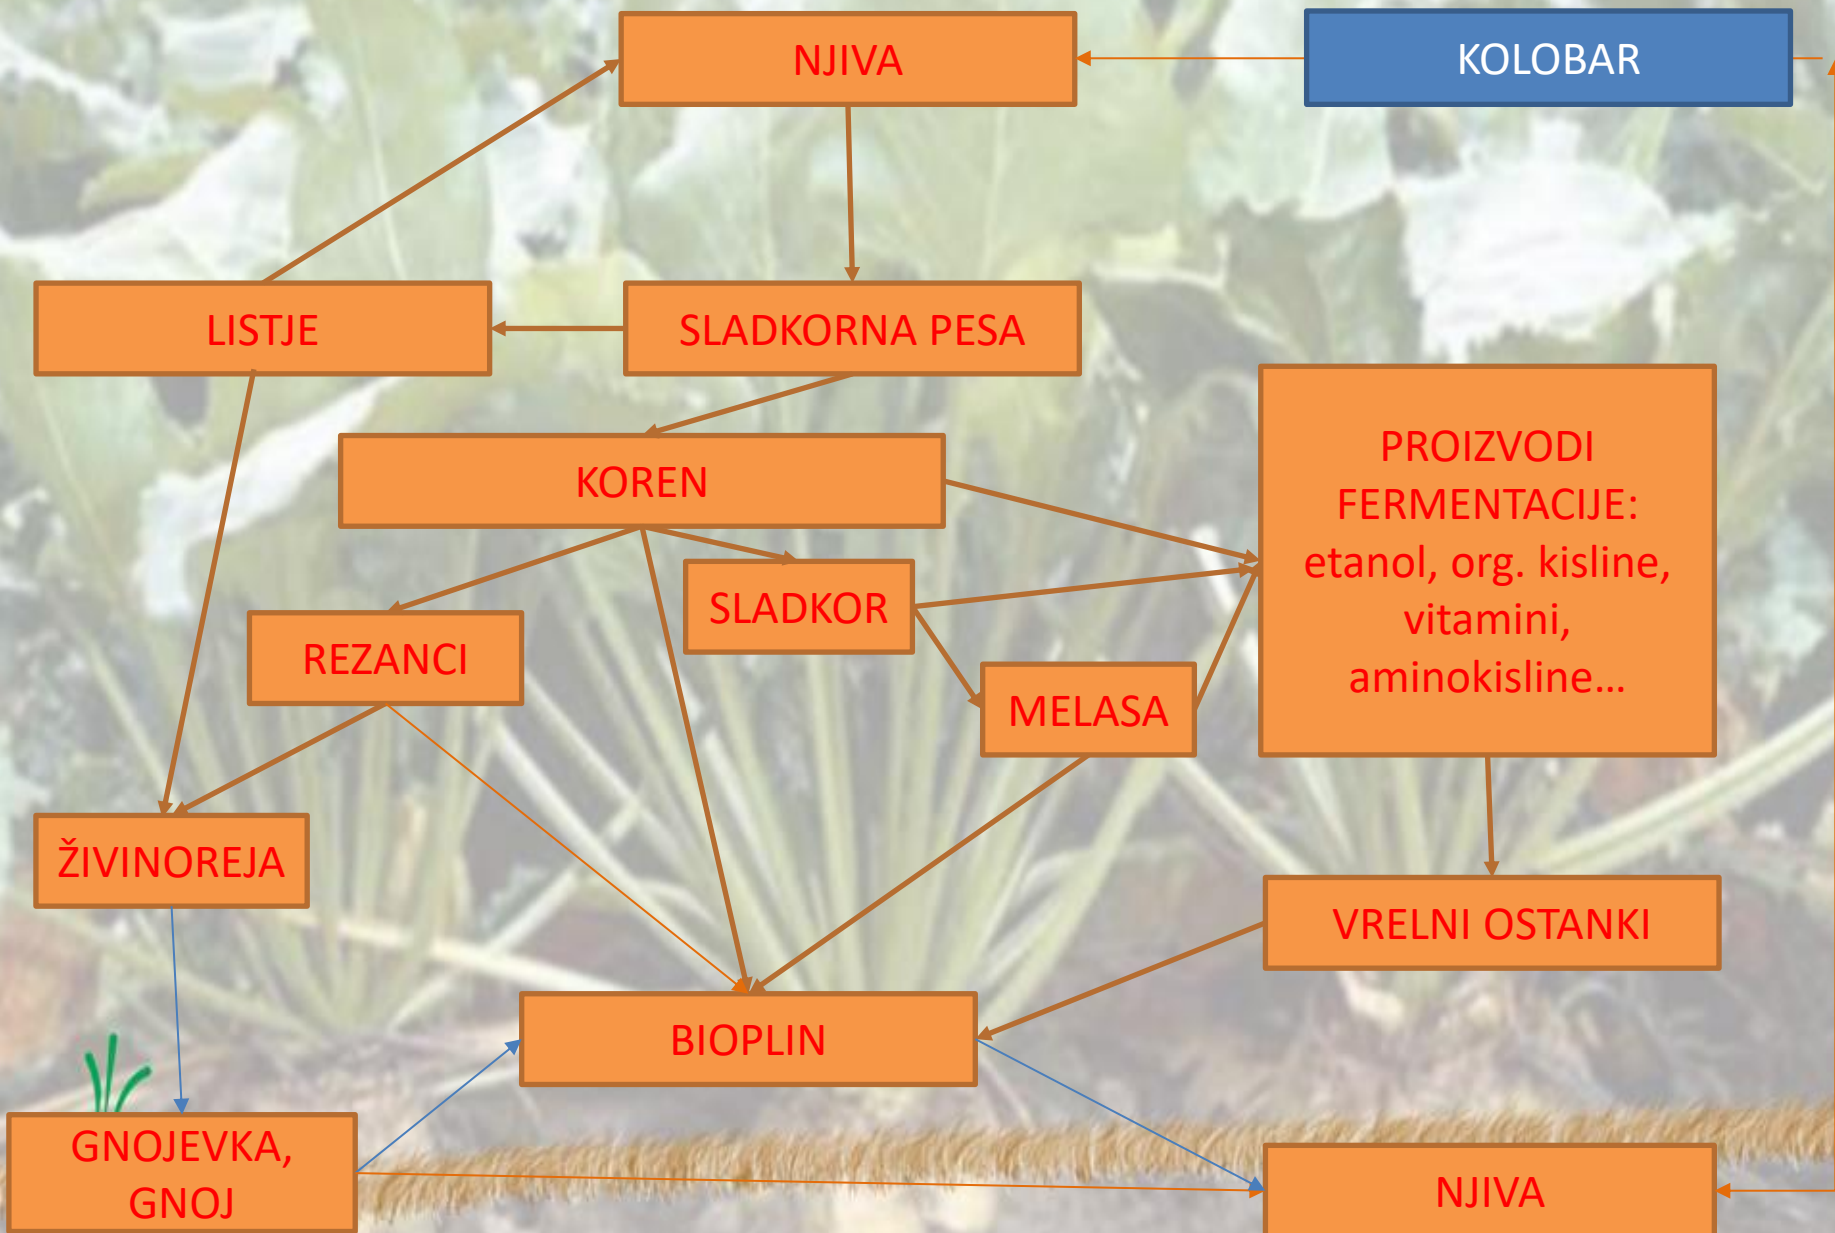 NJIVA
KOLOBAR
LISTJE
SLADKORNA PESA
KOREN
PROIZVODI
FERMENTACIJE:
etanol, org. kisline,
vitamini,
aminokisline...
SLADKOR
REZANCI
MELASA
ŽIVINOREJA
VRELNI OSTANKI
BIOPLIN
GNOJEVKA,
GNOJ
NJIVA